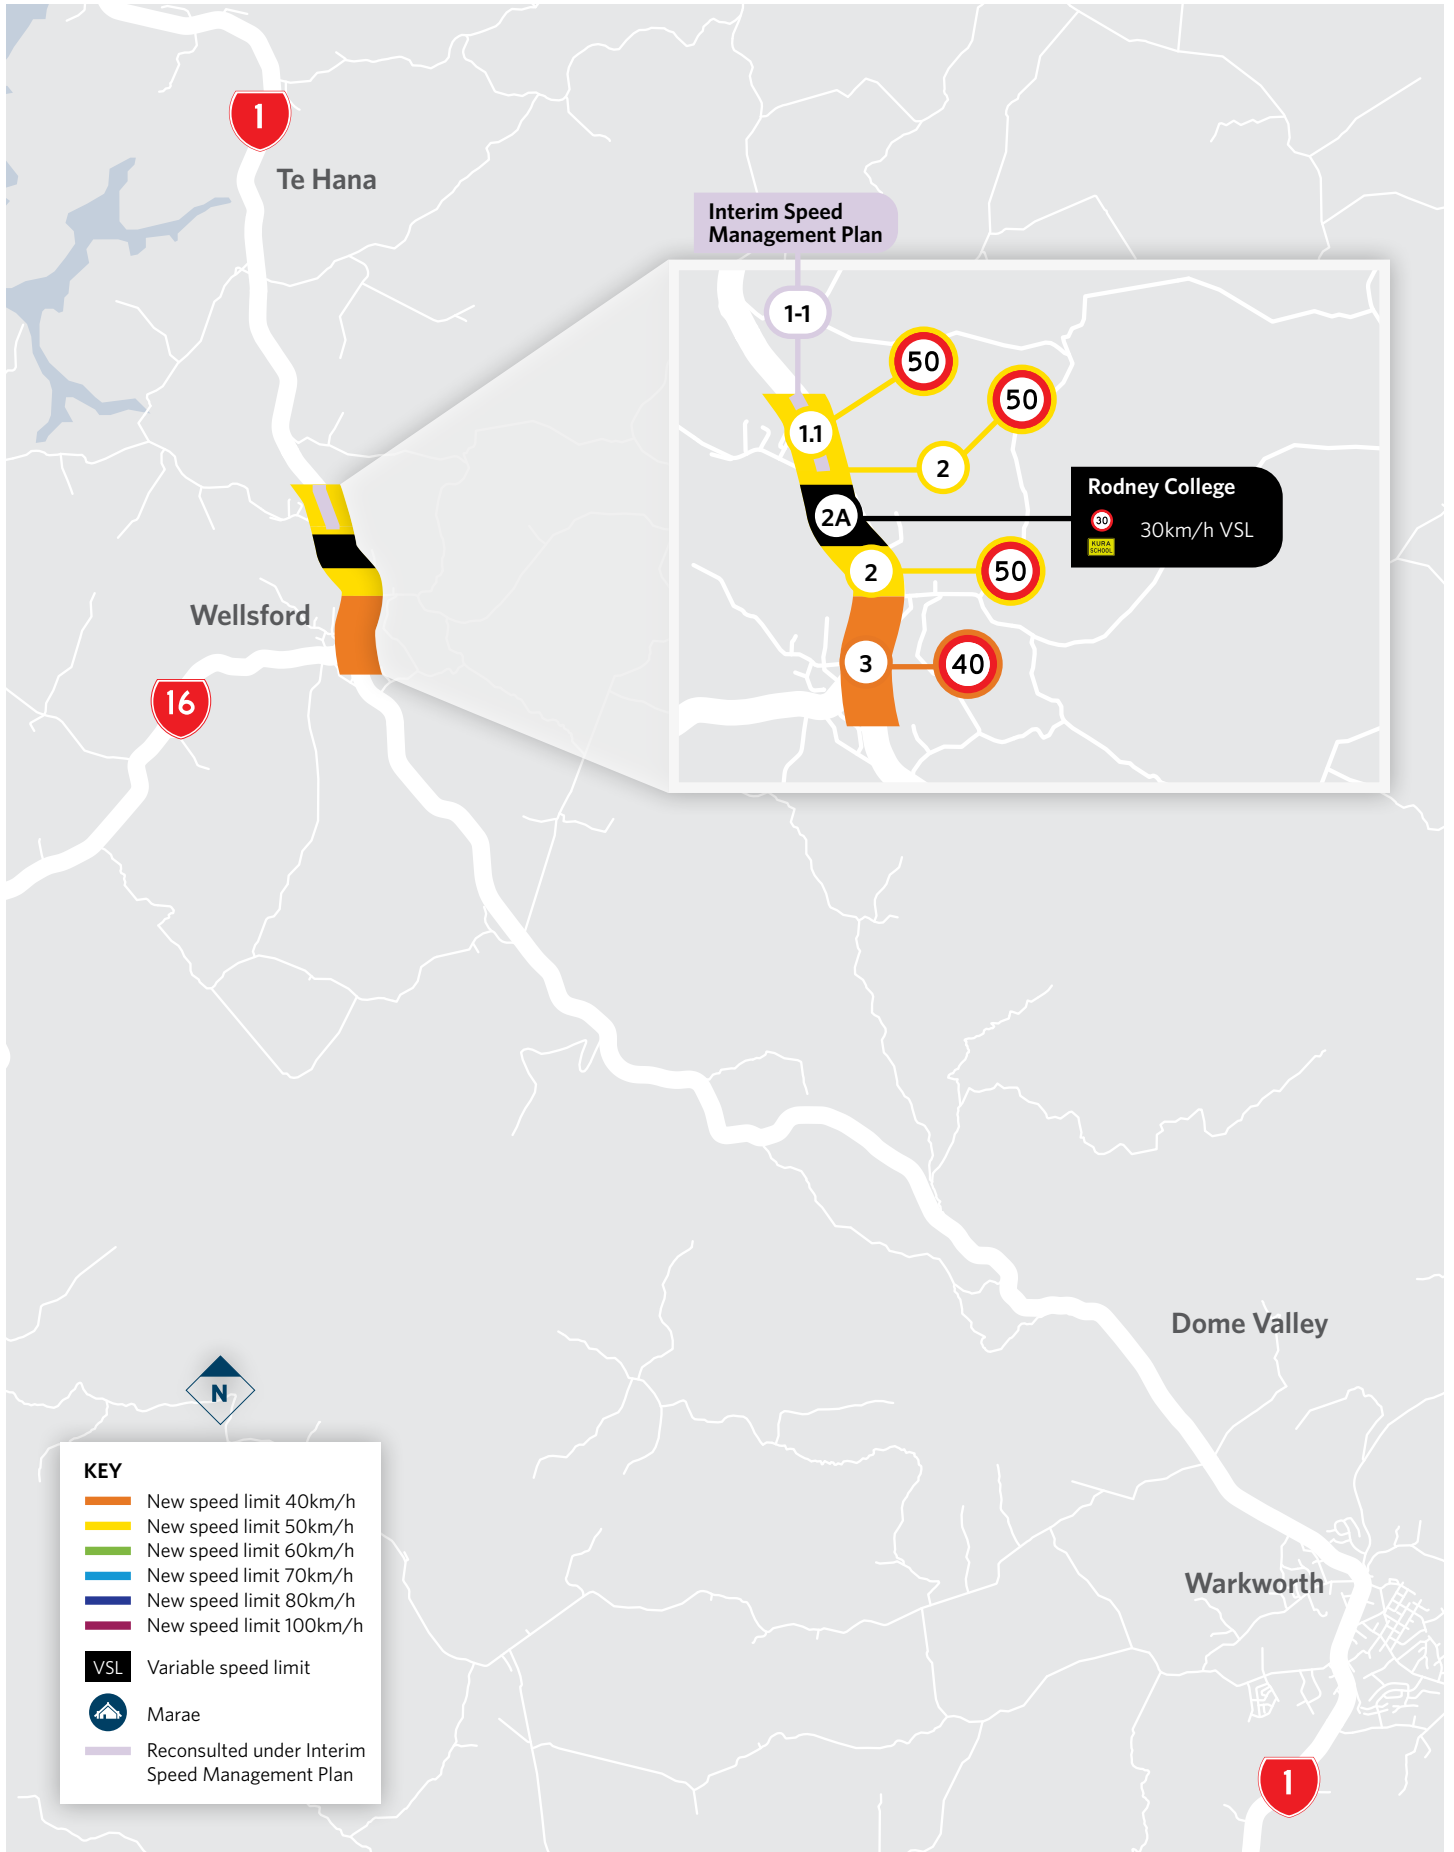 1
Te Hana
Interim Speed
Management Plan
1-1
50
1.1
50
2
2A
Rodney College
30
30km/h VSL
KURA
SCHOOL
2
50
3
40
Wellsford
16
Dome Valley
Warkworth
1
N
KEY
New speed limit 40km/h
New speed limit 50km/h
New speed limit 60km/h
New speed limit 70km/h
New speed limit 80km/h
New speed limit 100km/h
VSL Variable speed limit
Marae
Reconsulted under Interim
Speed Management Plan